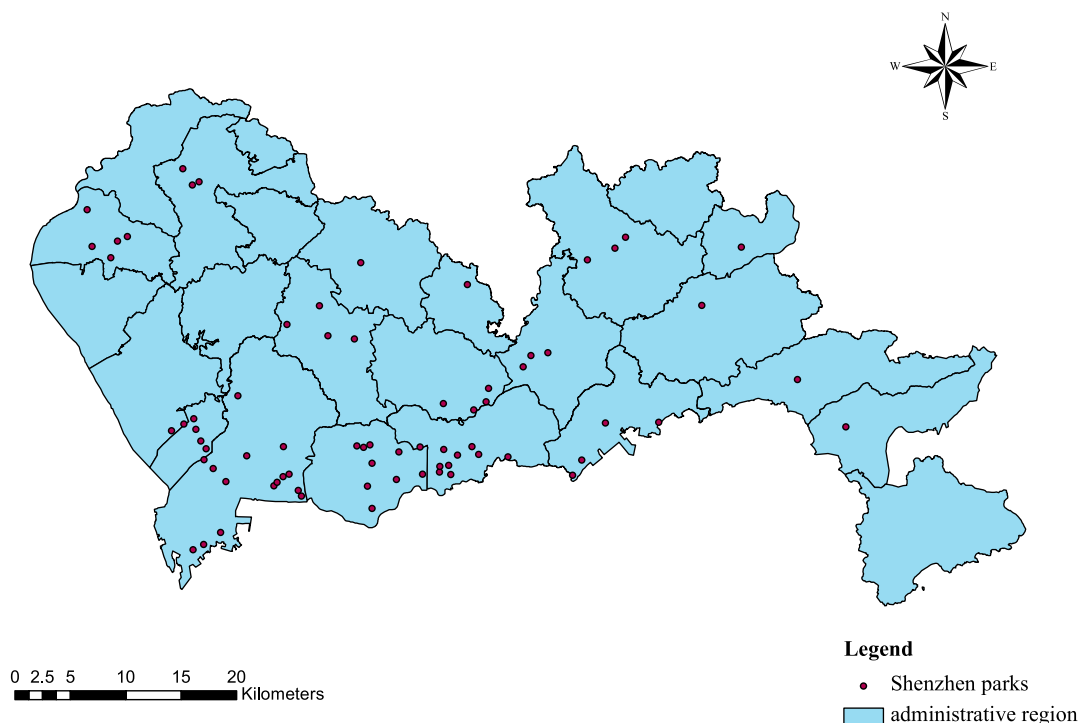 N
W E
S
0 2.5 5 10 15 20
Kilometers
Legend
Shenzhen parks
administrative region